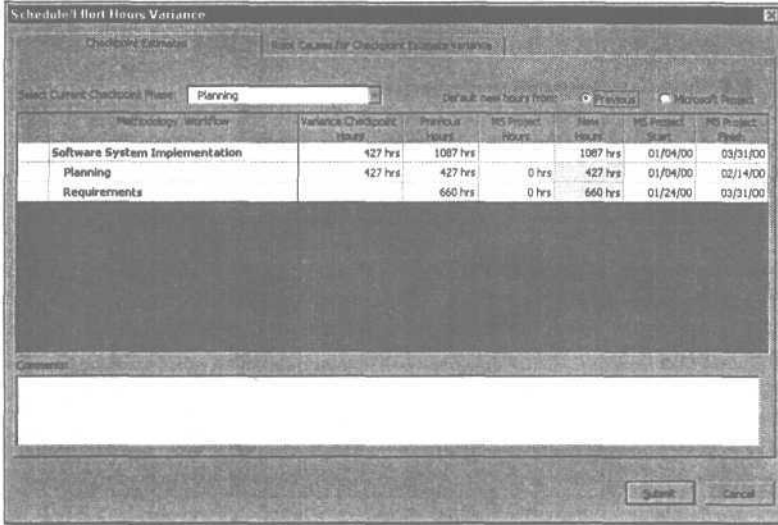 Schedule/Effort Hours Variance
Checkpoint Estimates
Root Causes for Checkpoint Estimate Variance
Select Current Checkpoint Phase: Planning
Default new hours from: Previous Microsoft Project
Methodology Workflow Variance Checkpoint Hours Previous Hours MS Project Hours New Hours MS Project Start MS Project Finish
Software System Implementation 427 hrs 1087 hrs 1087 hrs 01/04/00 03/31/00
Planning 427 hrs 427 hrs 0 hrs 427 hrs 01/04/00 02/14/00
Requirements 660 hrs 0 hrs 660 hrs 01/24/00 03/31/00
Comments:
Submit Cancel